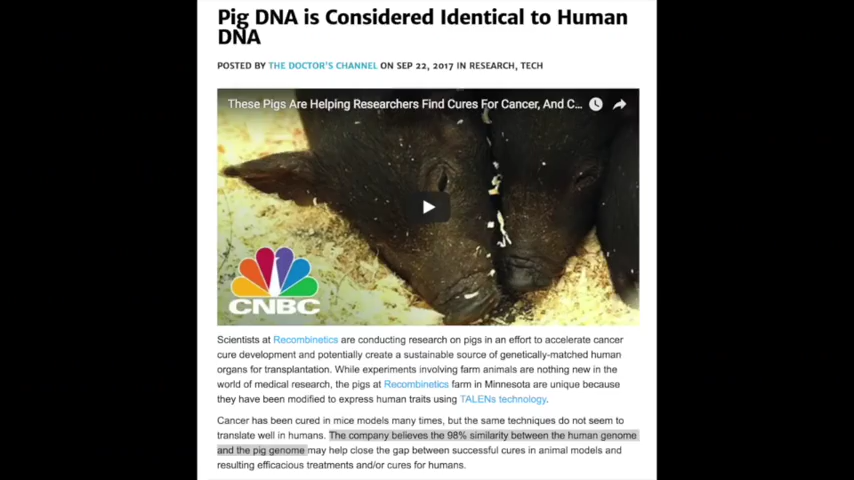 Pig DNA is Considered Identical to Human
DNA
POSTED BY THE DOCTOR'S CHANNEL ON SEP 22, 2017 IN RESEARCH, TECH
These Pigs Are Helping Researchers Find Cures For Cancer, And C...
CNBC
Scientists at Recombinetics are conducting research on pigs in an effort to accelerate cancer
cure development and potentially create a sustainable source of genetically-matched human
organs for transplantation. While experiments involving farm animals are nothing new in the
world of medical research, the pigs at Recombinetics farm in Minnesota are unique because
they have been modified to express human traits using TALENs technology.
Cancer has been cured in mice models many times, but the same techniques do not seem to
translate well in humans. The company believes the 98% similarity between the human genome
and the pig genome may help close the gap between successful cures in animal models and
resulting efficacious treatments and/or cures for humans.